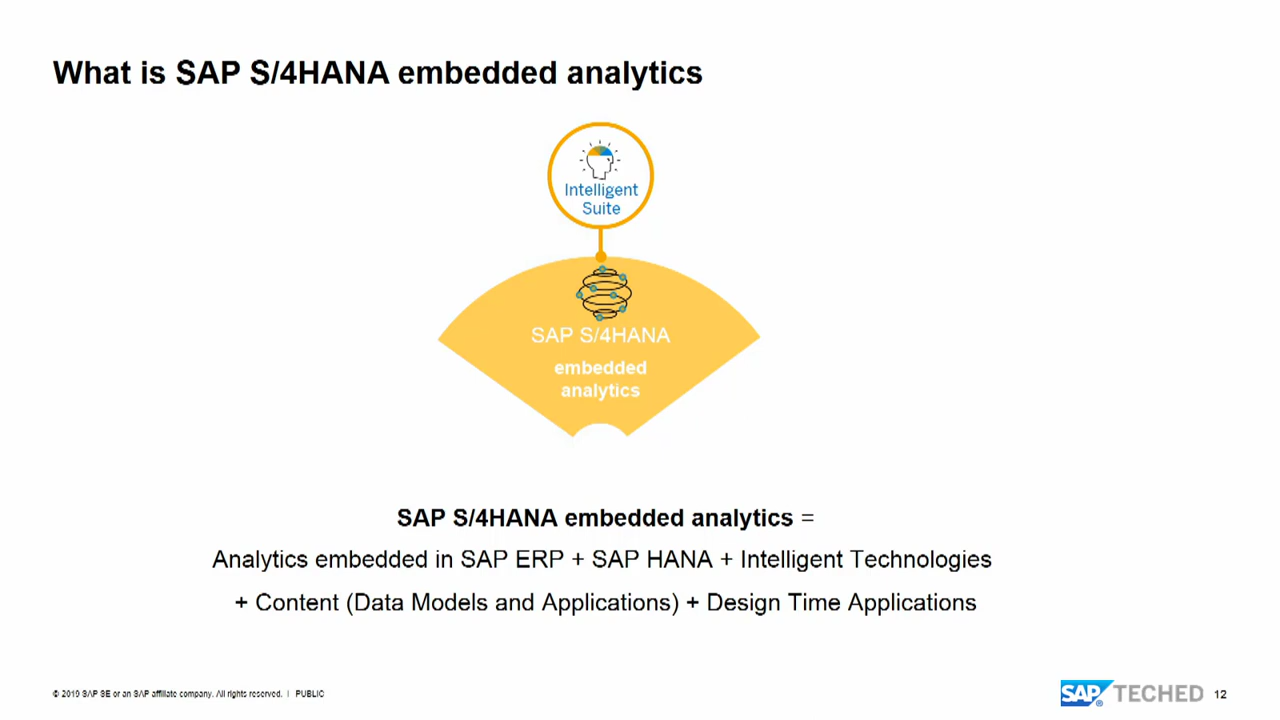 What is SAP S/4HANA embedded analytics
Intelligent
Suite
SAP S/4HANA
embedded
analytics
SAP S/4HANA embedded analytics =
Analytics embedded in SAP ERP + SAP HANA + Intelligent Technologies
+ Content (Data Models and Applications) + Design Time Applications
© 2019 SAP SE or an SAP affiliate company. All rights reserved. | PUBLIC
SAP® TECHED 12